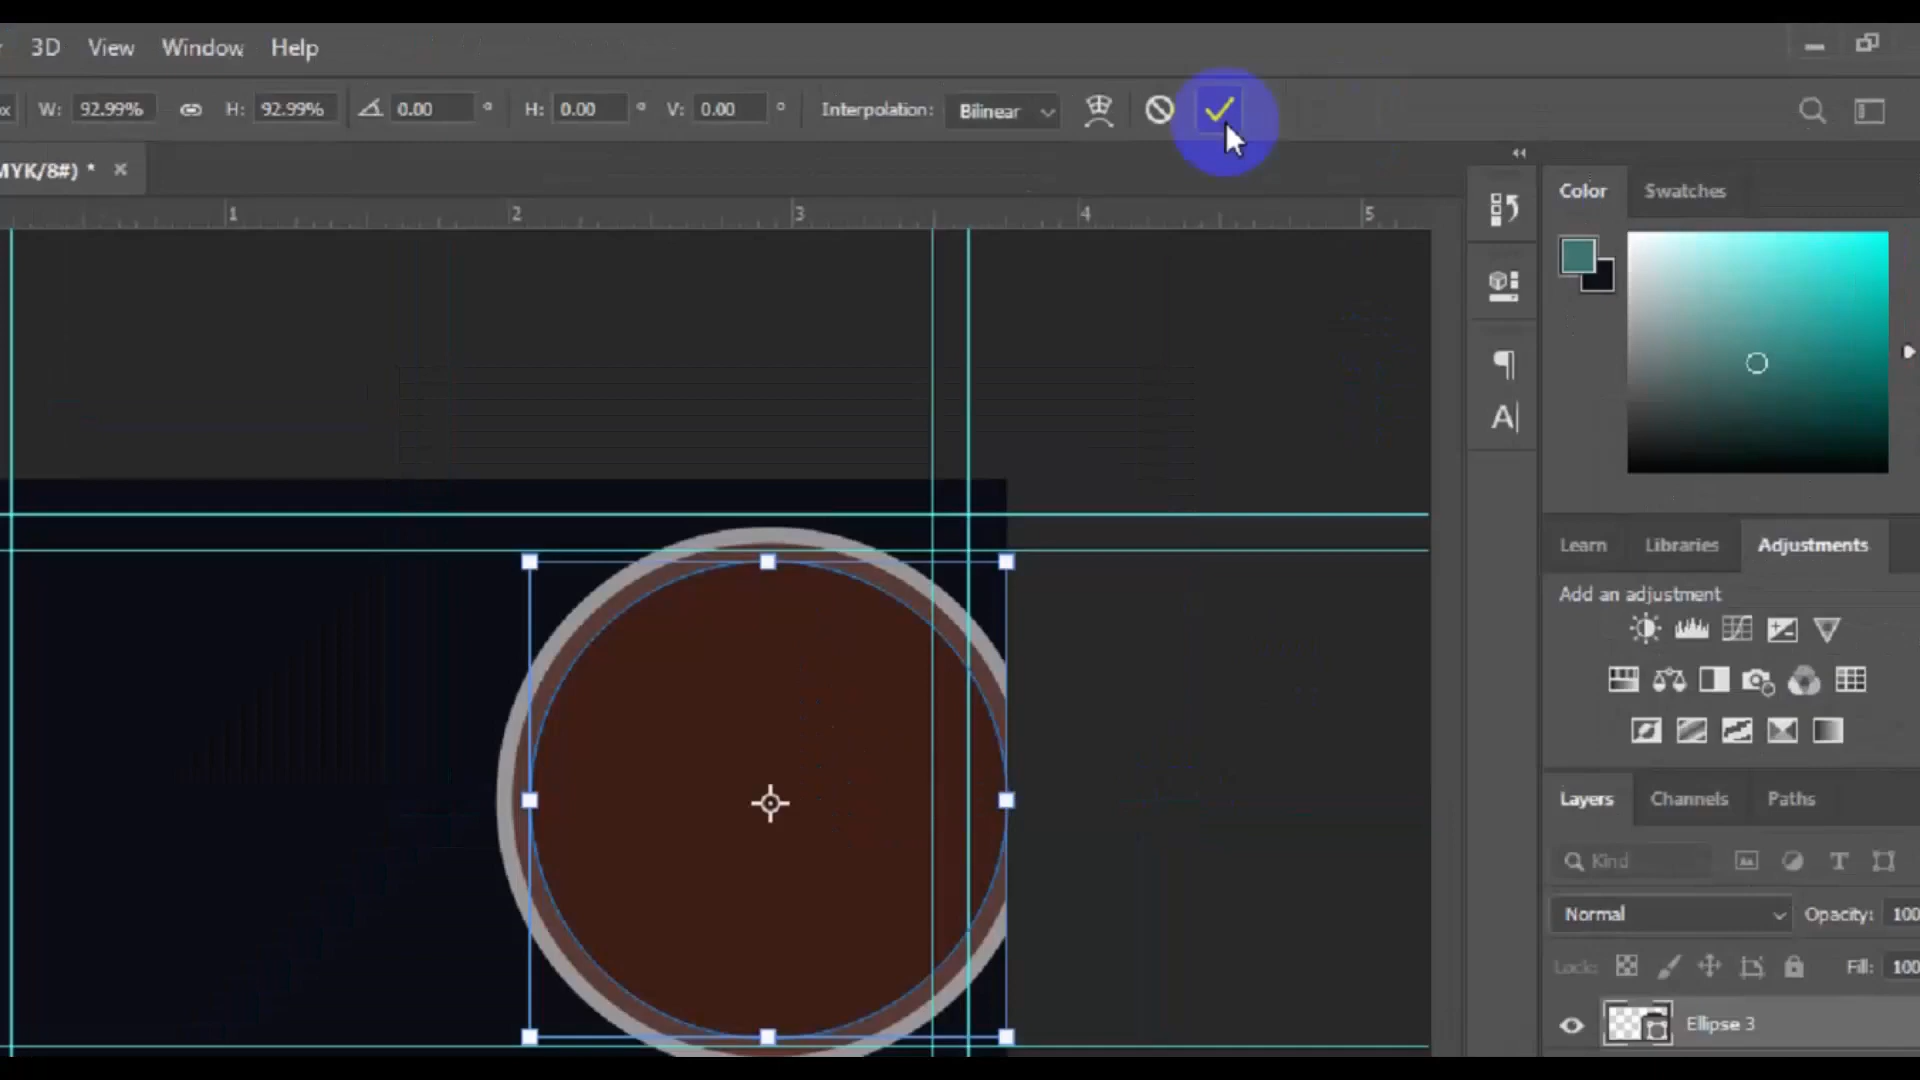 3D View Window Help
W: 92.99% H: 92.99% 0.00 ° H: 0.00 ° V: 0.00 ° Interpolation: Bilinear
MYK/8#) * ×
1 2 3 4 5
Color Swatches
Learn Libraries Adjustments
Add an adjustment
Layers Channels Paths
Kind
Normal Opacity: 100
Lock: Fill: 100
Ellipse 3